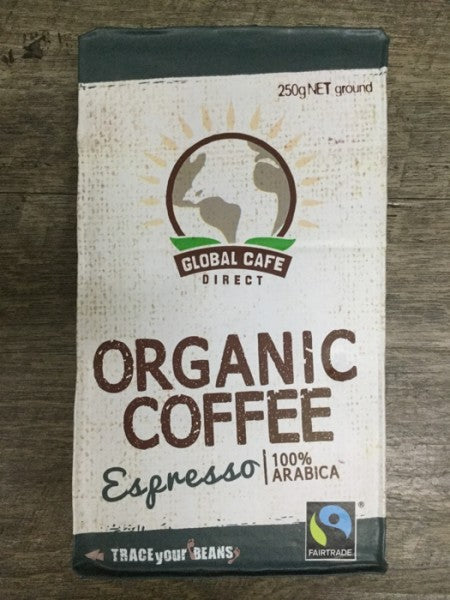 250g NET ground
GLOBAL CAFE
DIRECT
ORGANIC
COFFEE
Espresso
100%
ARABICA
TRACE your BEANS
FAIRTRADE
®